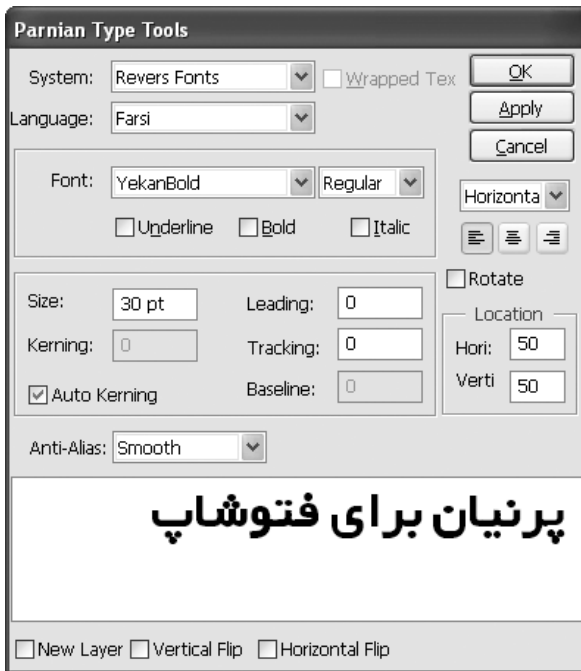 Parnian Type Tools
System: Revers Fonts Wrapped Tex OK
Language: Farsi Apply
Cancel
Font: YekanBold Regular Horizonta
Underline Bold Italic
Rotate
Size: 30 pt Leading: 0 Location
Kerning: 0 Tracking: 0 Hori: 50
Auto Kerning Baseline: 0 Verti 50
Anti-Alias: Smooth
پرنیان برای فتوشاپ
New Layer Vertical Flip Horizontal Flip